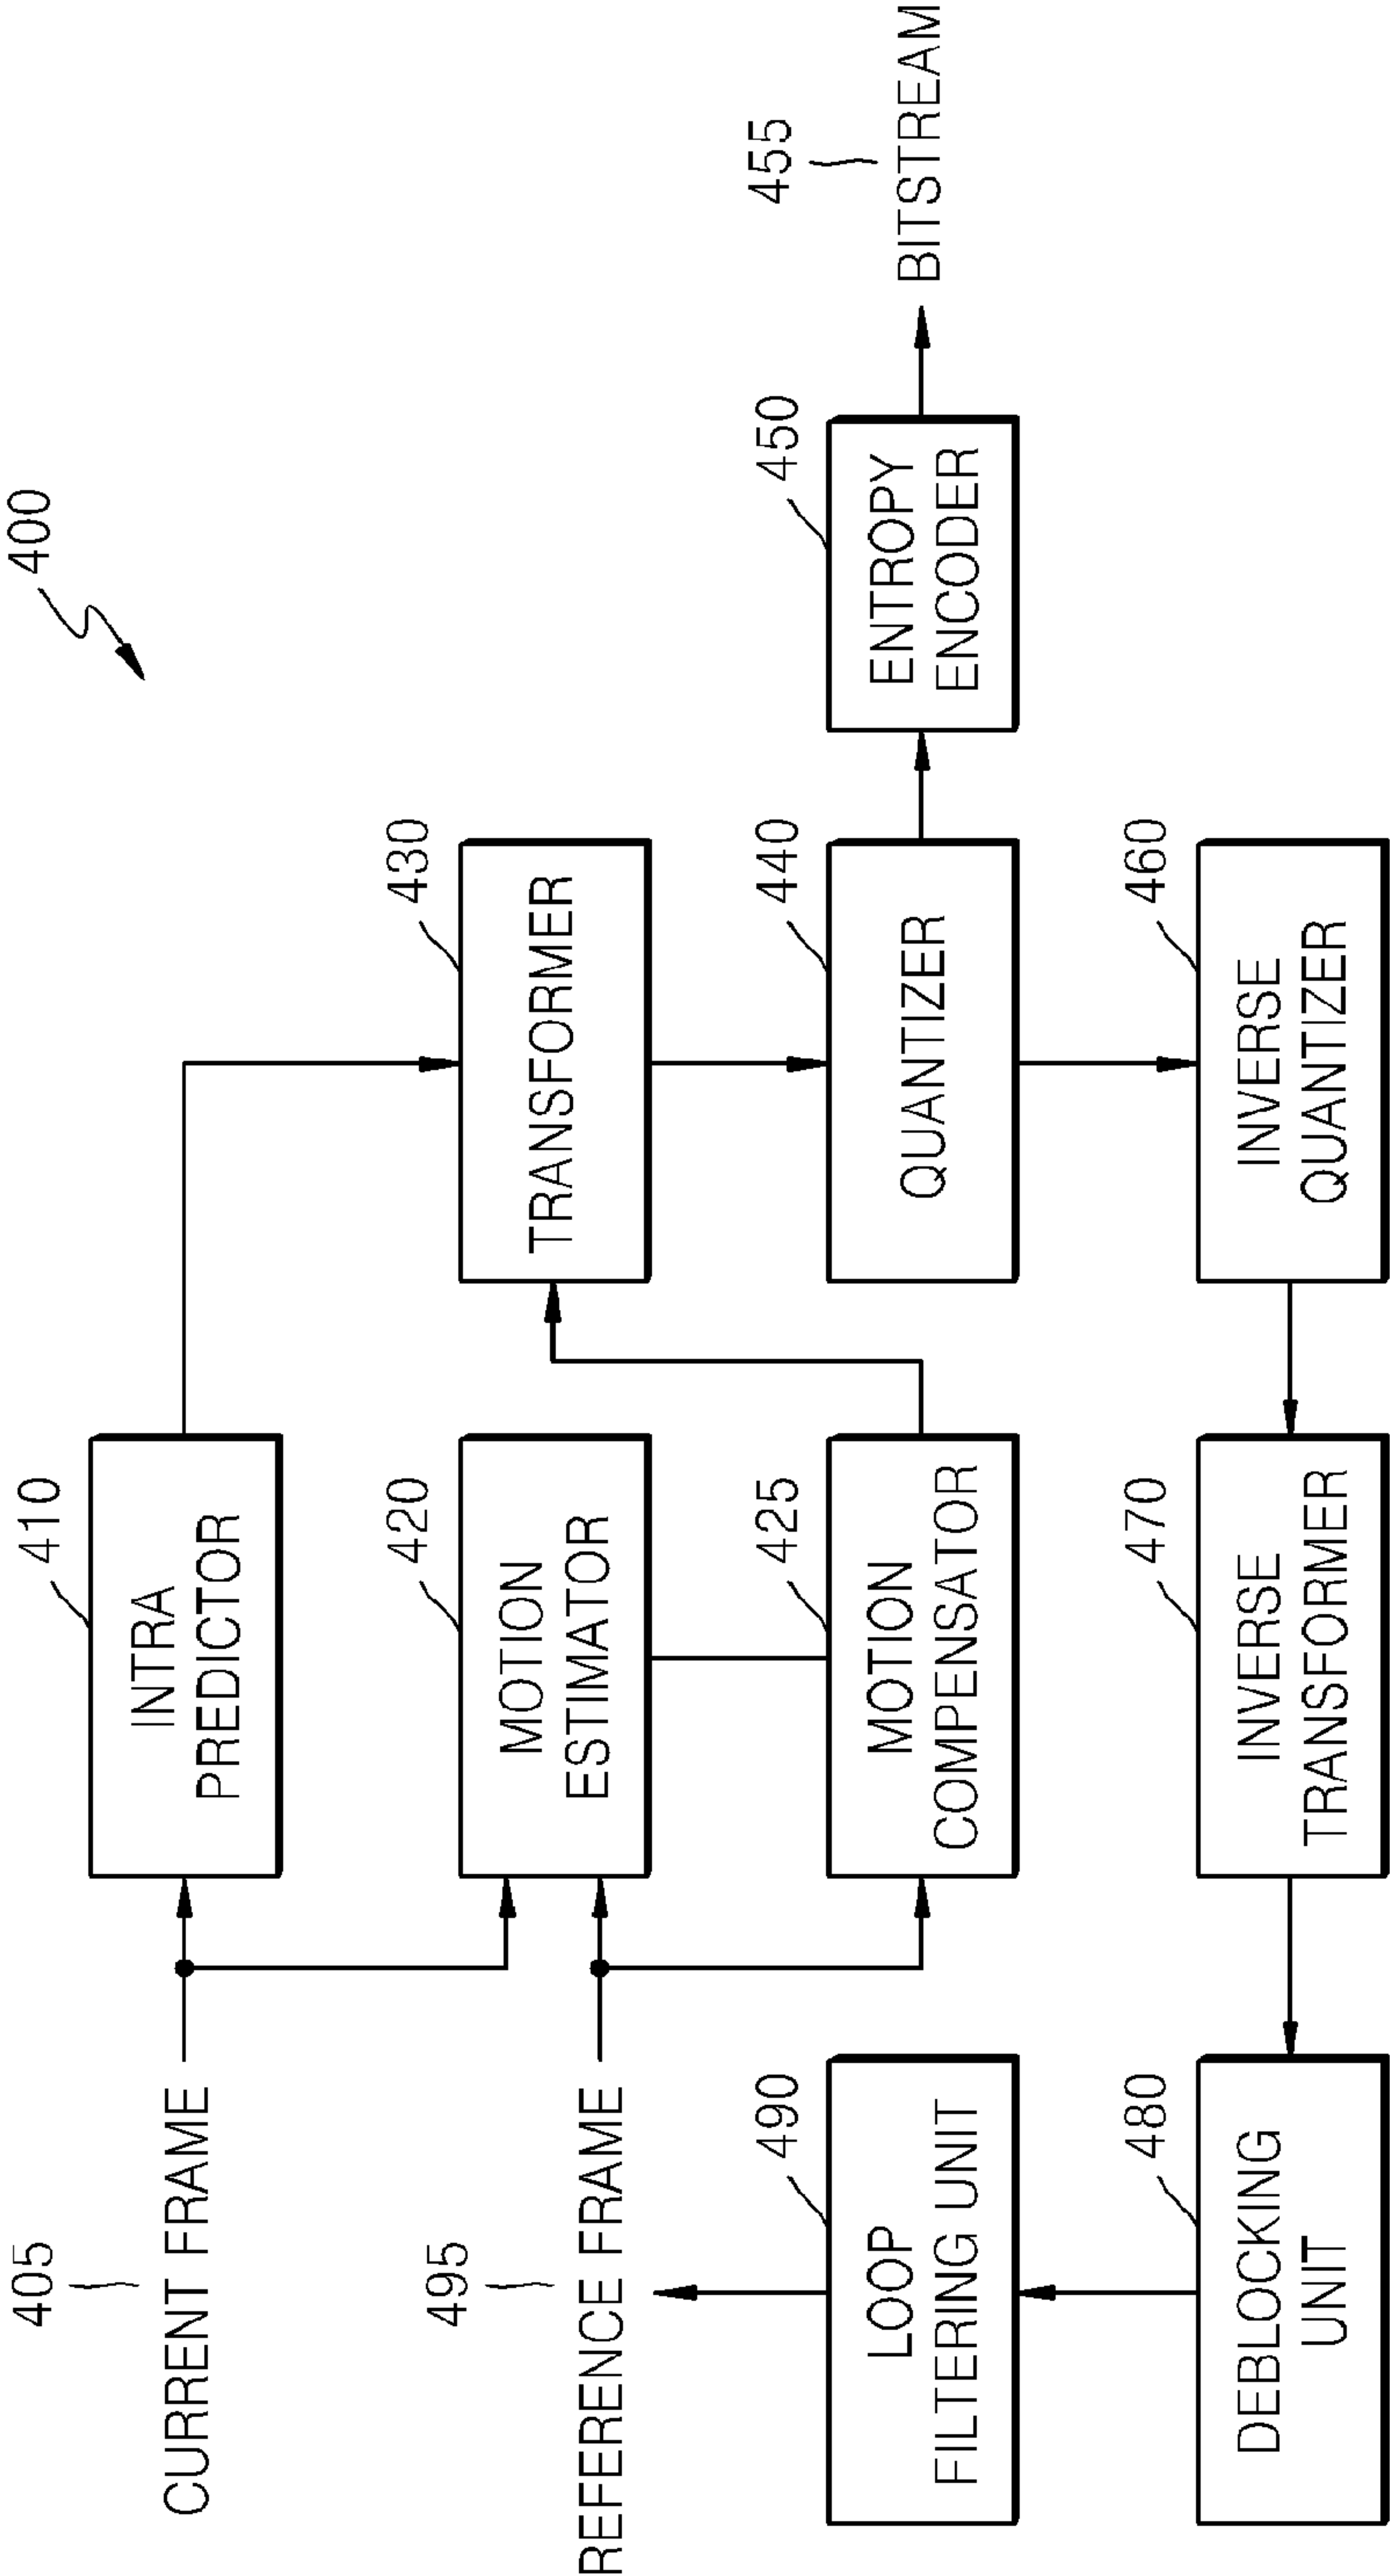 400
405
CURRENT FRAME
410
INTRA
PREDICTOR
495
REFERENCE FRAME
420
MOTION
ESTIMATOR
430
TRANSFORMER
490
LOOP
FILTERING UNIT
425
MOTION
COMPENSATOR
440
QUANTIZER
450
ENTROPY
ENCODER
455
BITSTREAM
480
DEBLOCKING
UNIT
470
INVERSE
TRANSFORMER
460
INVERSE
QUANTIZER